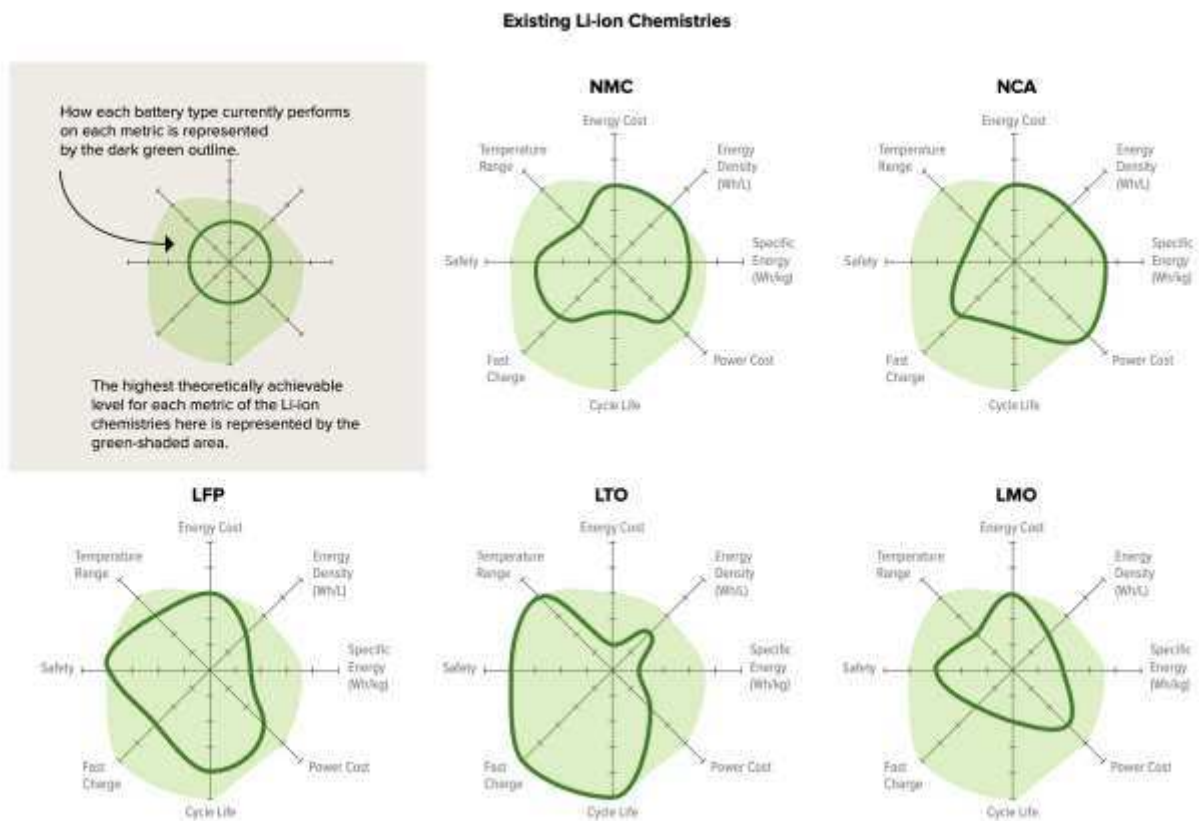 Existing Li-ion Chemistries
How each battery type currently performs
on each metric is represented
by the dark green outline.
The highest theoretically achievable
level for each metric of the Li-ion
chemistries here is represented by the
green-shaded area.
NMC
Energy Cost
Temperature
Range
Energy
Density
(Wh/L)
Safety
Specific
Energy
(Wh/kg)
Fast
Charge
Power Cost
Cycle Life
NCA
Energy Cost
Temperature
Range
Energy
Density
(Wh/L)
Safety
Specific
Energy
(Wh/kg)
Fast
Charge
Power Cost
Cycle Life
LFP
Energy Cost
Temperature
Range
Energy
Density
(Wh/L)
Safety
Specific
Energy
(Wh/kg)
Fast
Charge
Power Cost
Cycle Life
LTO
Energy Cost
Temperature
Range
Energy
Density
(Wh/L)
Safety
Specific
Energy
(Wh/kg)
Fast
Charge
Power Cost
Cycle Life
LMO
Energy Cost
Temperature
Range
Energy
Density
(Wh/L)
Safety
Specific
Energy
(Wh/kg)
Fast
Charge
Power Cost
Cycle Life